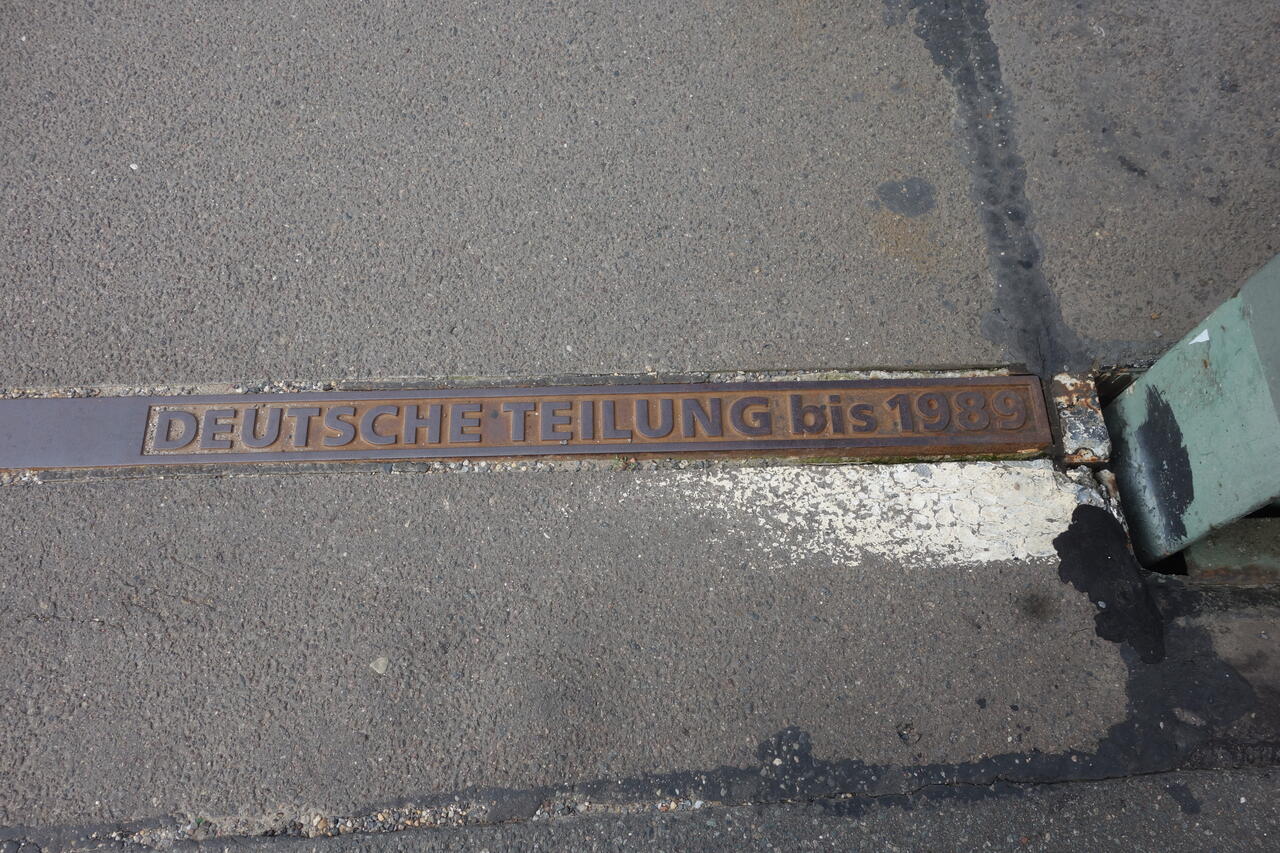 DEUTSCHE TEILUNG bis 1989